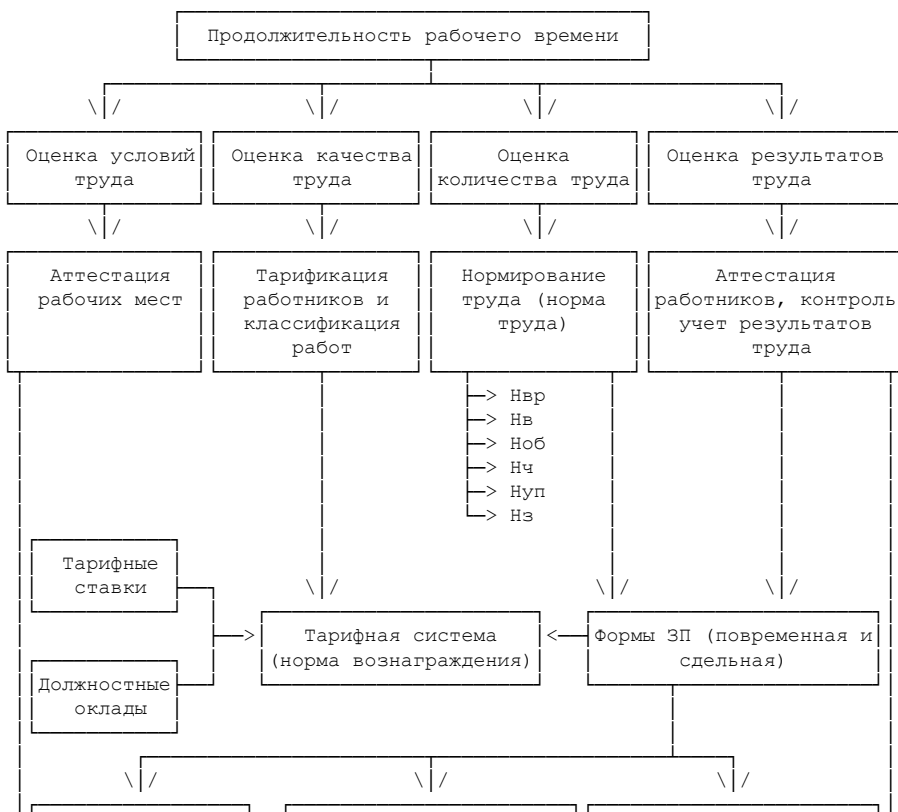 Продолжительность рабочего времени
Оценка условий
труда
Оценка качества
труда
Оценка
количества труда
Оценка результатов
труда
Аттестация
рабочих мест
Тарификация
работников и
классификация
работ
Нормирование
труда (норма
труда)
Аттестация
работников, контроль
учет результатов
труда
Нвр
Нв
Ноб
Нч
Нуп
Нз
Тарифные
ставки
Тарифная система
(норма вознаграждения)
Формы ЗП (повременная и
сдельная)
Должностные
оклады